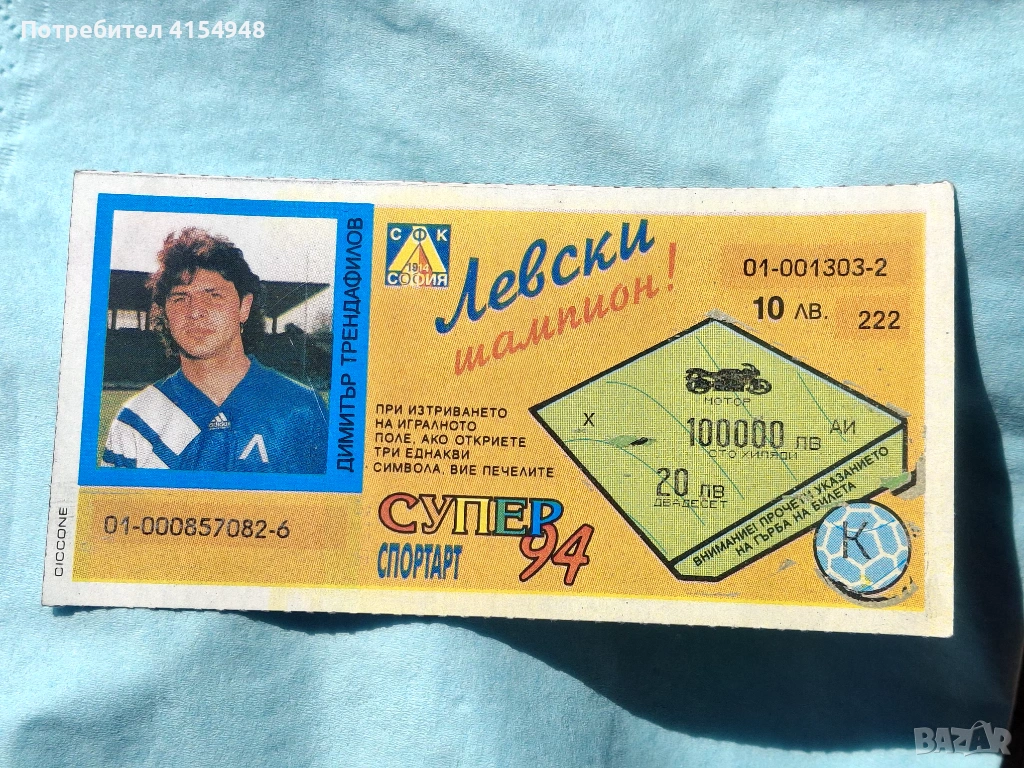 Потребител 4154948
ДИМИТЪР ТРЕНДАФИЛОВ
adidas
Л
СФК
1914
СОФИЯ
Левски
шампион!
01-001303-2
10 ЛВ.
222
ПРИ ИЗТРИВАНЕТО
НА ИГРАЛНОТО
ПОЛЕ, АКО ОТКРИЕТЕ
ТРИ ЕДНАКВИ
СИМВОЛА, ВИЕ ПЕЧЕЛИТЕ
МОТОР
X
100000 ЛВ
АИ
СТО ХИЛЯДИ
20 ЛВ
ДВАДЕСЕТ
ВНИМАНИЕ! ПРОЧЕТИ УКАЗАНИЕТО
НА ГЪРБА НА БИЛЕТА
К
СУПЕР
94
СПОРТАРТ
01-000857082-6
CICCONE
BAZAR